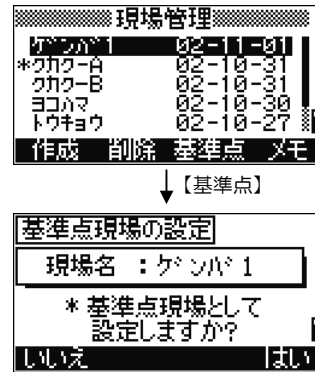 現場管理
ゲンバ1 02-11-01
*クカク-A 02-10-31
クカク-B 02-10-31
ヨコハマ 02-10-30
トウキョウ 02-10-27
作成 削除 基準点 メモ
【基準点】
基準点現場の設定
現場名 :ゲンバ1
* 基準点現場として
設定しますか?
いいえ はい